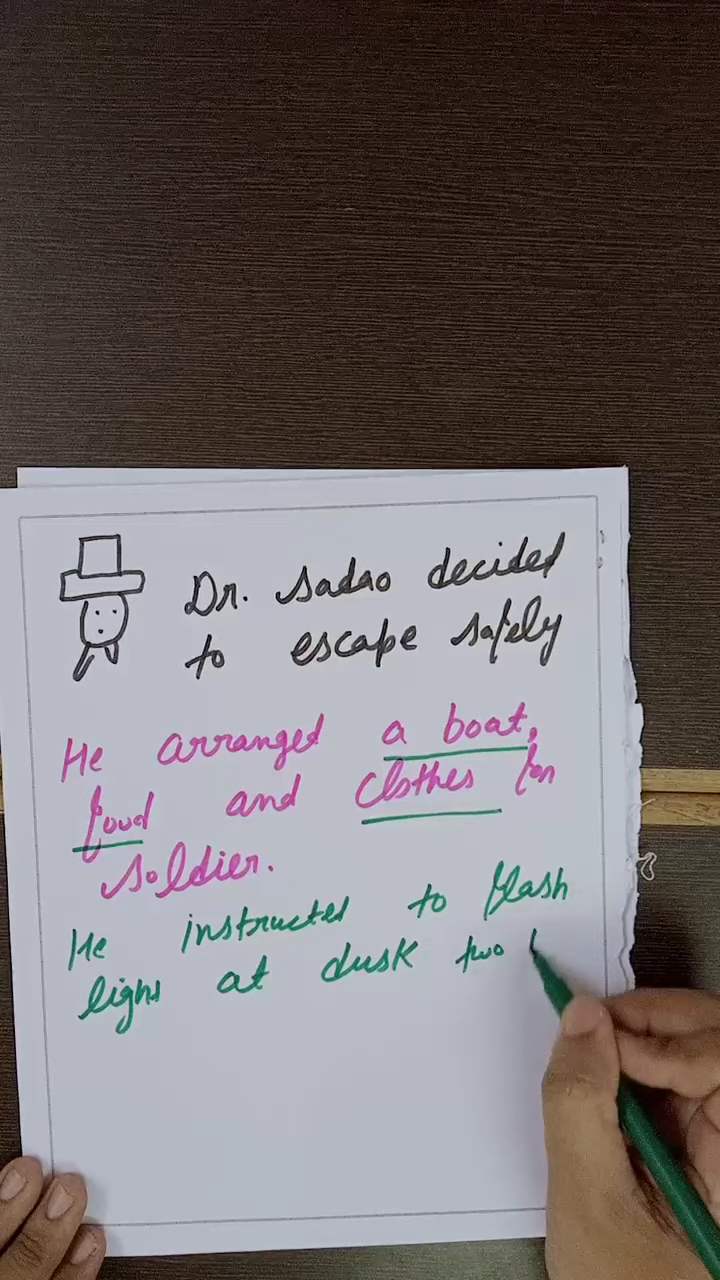 Dr. Sadao decided
to escape safely
He arranged a boat,
food and clothes for
soldier.
He instructed to flash
light at dusk two